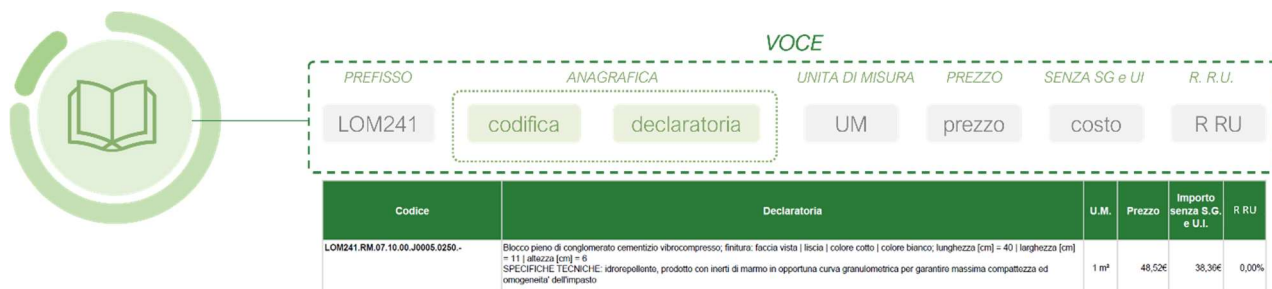 VOCE
PREFISSO ANAGRAFICA UNITA DI MISURA PREZZO SENZA SG e UI R. R.U.
LOM241 codifica declaratoria UM prezzo costo R RU
Codice Declaratoria U.M. Prezzo Importo senza S.G. e U.I. R RU
LOM241.RM.07.10.00.J0005.0250.- Blocco pieno di conglomerato cementizio vibrocompresso; finitura: faccia vista | liscia | colore cotto | colore bianco; lunghezza [cm] = 40 | larghezza [cm]
= 11 | altezza [cm] = 6
SPECIFICHE TECNICHE: idrorepellente, prodotto con inerti di marmo in opportuna curva granulometrica per garantire massima compattezza ed 1 m² 48,52€ 38,36€ 0,00%
omogeneita' dell'impasto